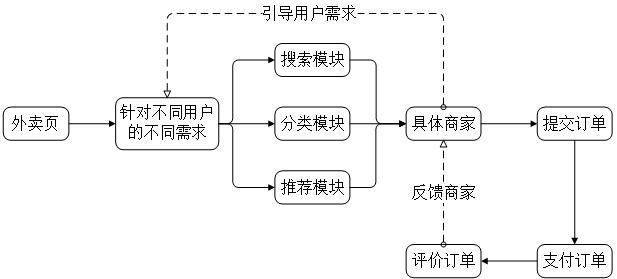 引导用户需求
搜索模块
外卖页
针对不同用户
的不同需求
分类模块
具体商家
提交订单
推荐模块
反馈商家
评价订单
支付订单